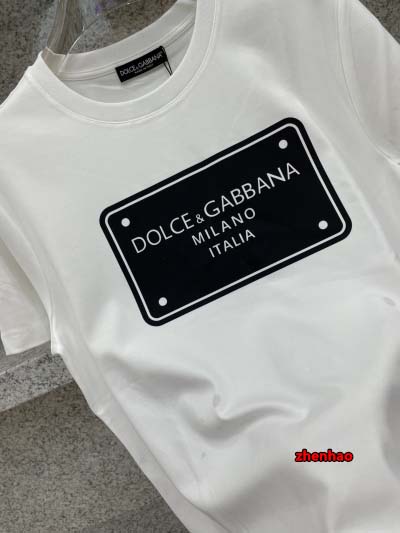 DOLCE & GABBANA
DOLCE & GABBANA
MILANO
ITALIA
zhenhao